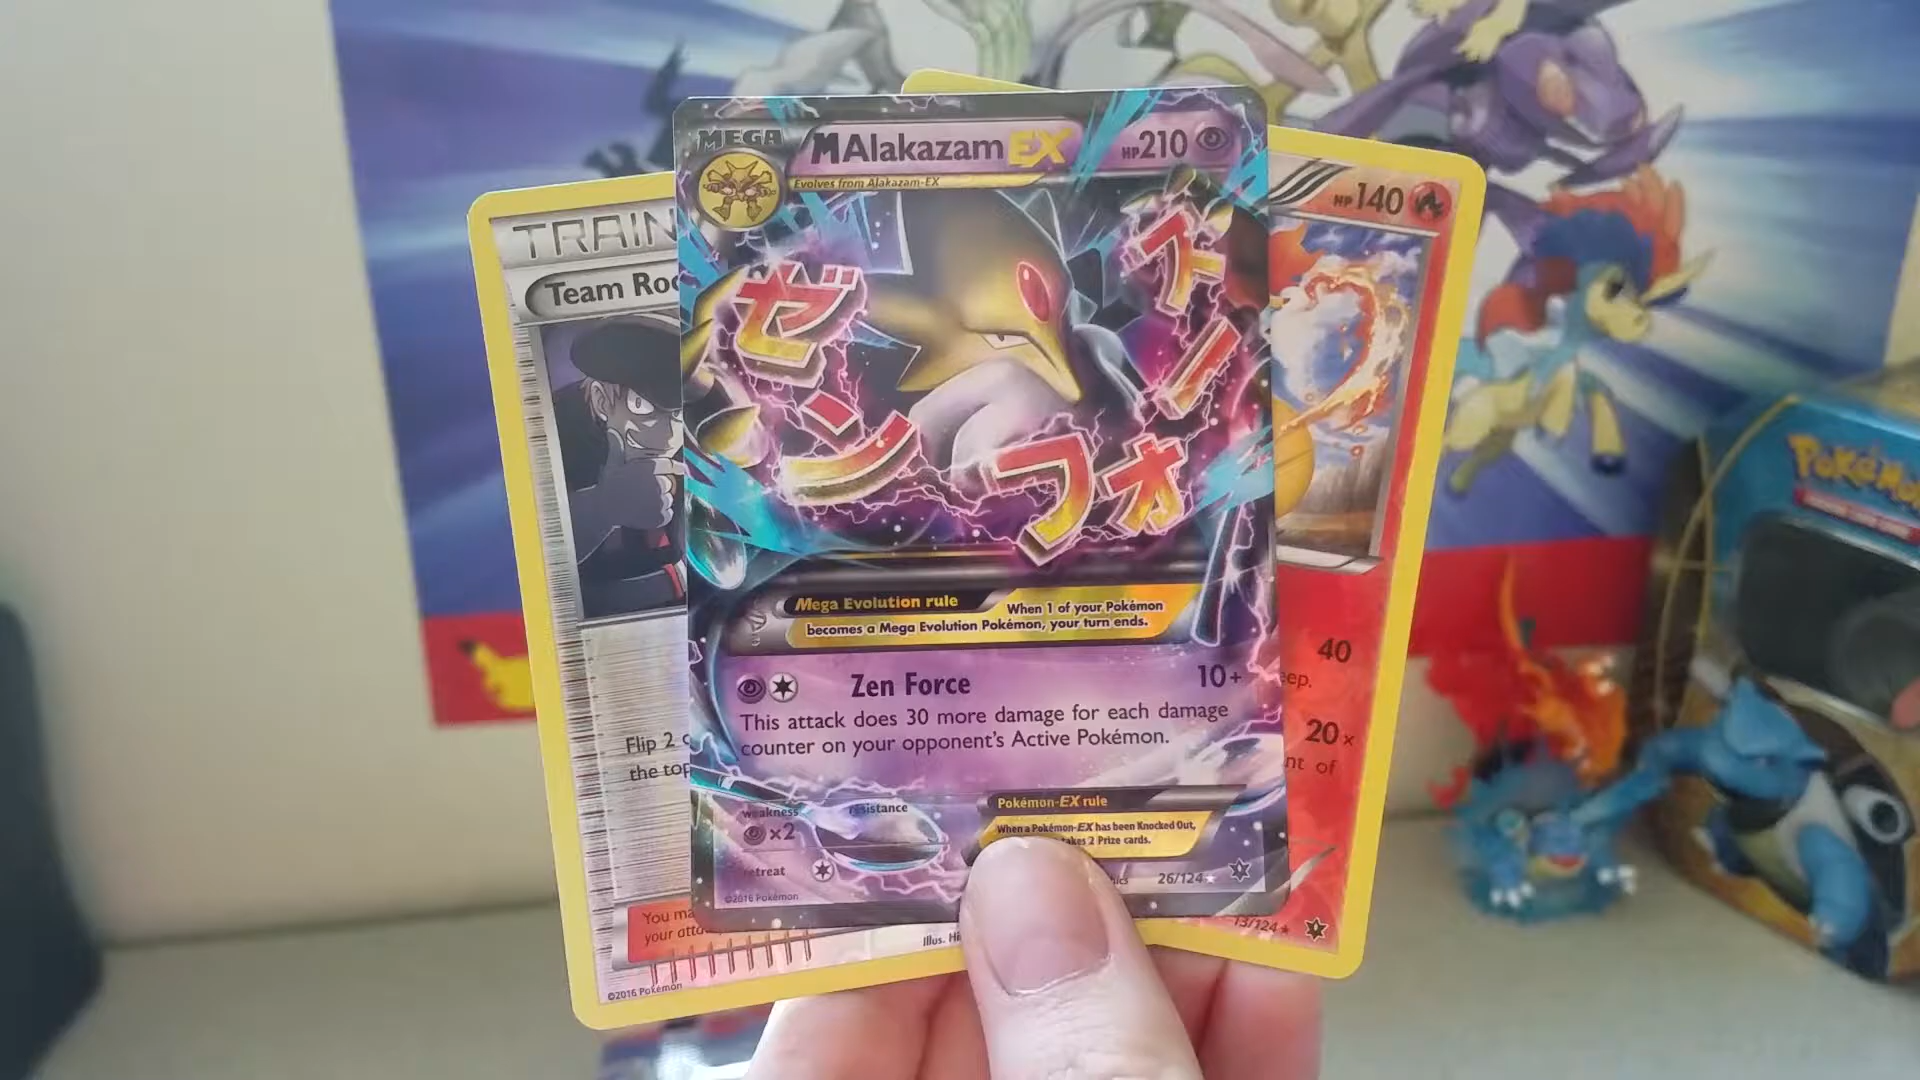 MEGA
MAlakazam EX
HP210
Evolves from Alakazam-EX
ゼンフォース
Mega Evolution rule
When 1 of your Pokémon
becomes a Mega Evolution Pokémon, your turn ends.
Zen Force 10+
This attack does 30 more damage for each damage
counter on your opponent's Active Pokémon.
weakness
×2
resistance
retreat
Pokémon-EX rule
When a Pokémon-EX has been Knocked Out,
takes 2 Prize cards.
©2016 Pokémon
26/124
TRAIN
Team Roc
Flip 2 c
the top
You ma
your atta
Illus. Hi
©2016 Pokémon
HP140
40
eep.
20×
nt of
13/124
POKéMON